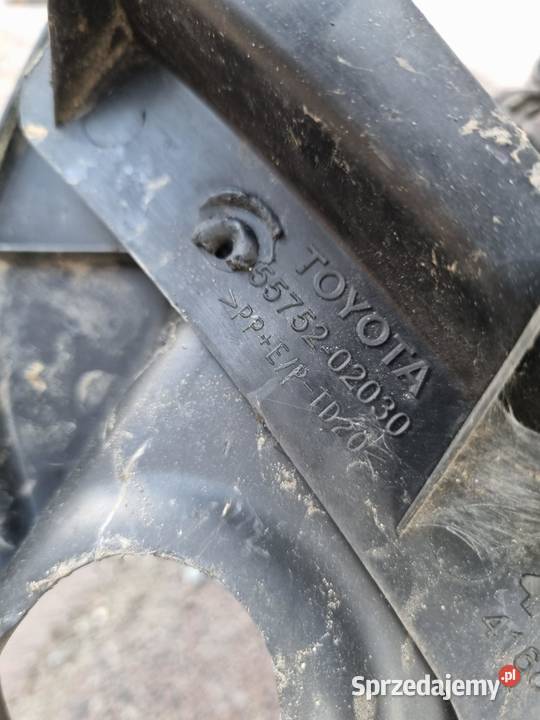 TOYOTA
55752-02030
>PP+E/P-TD20<
Sprzedajemy.pl